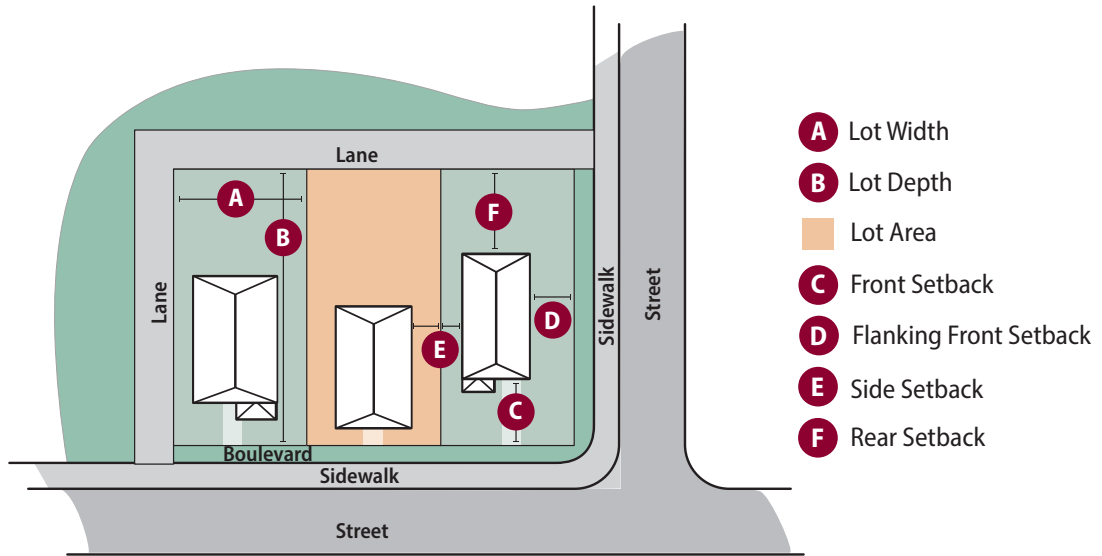 Lane
A
F
B
Lane
Sidewalk
Street
D
E
C
Boulevard
Sidewalk
Street
A Lot Width
B Lot Depth
Lot Area
C Front Setback
D Flanking Front Setback
E Side Setback
F Rear Setback